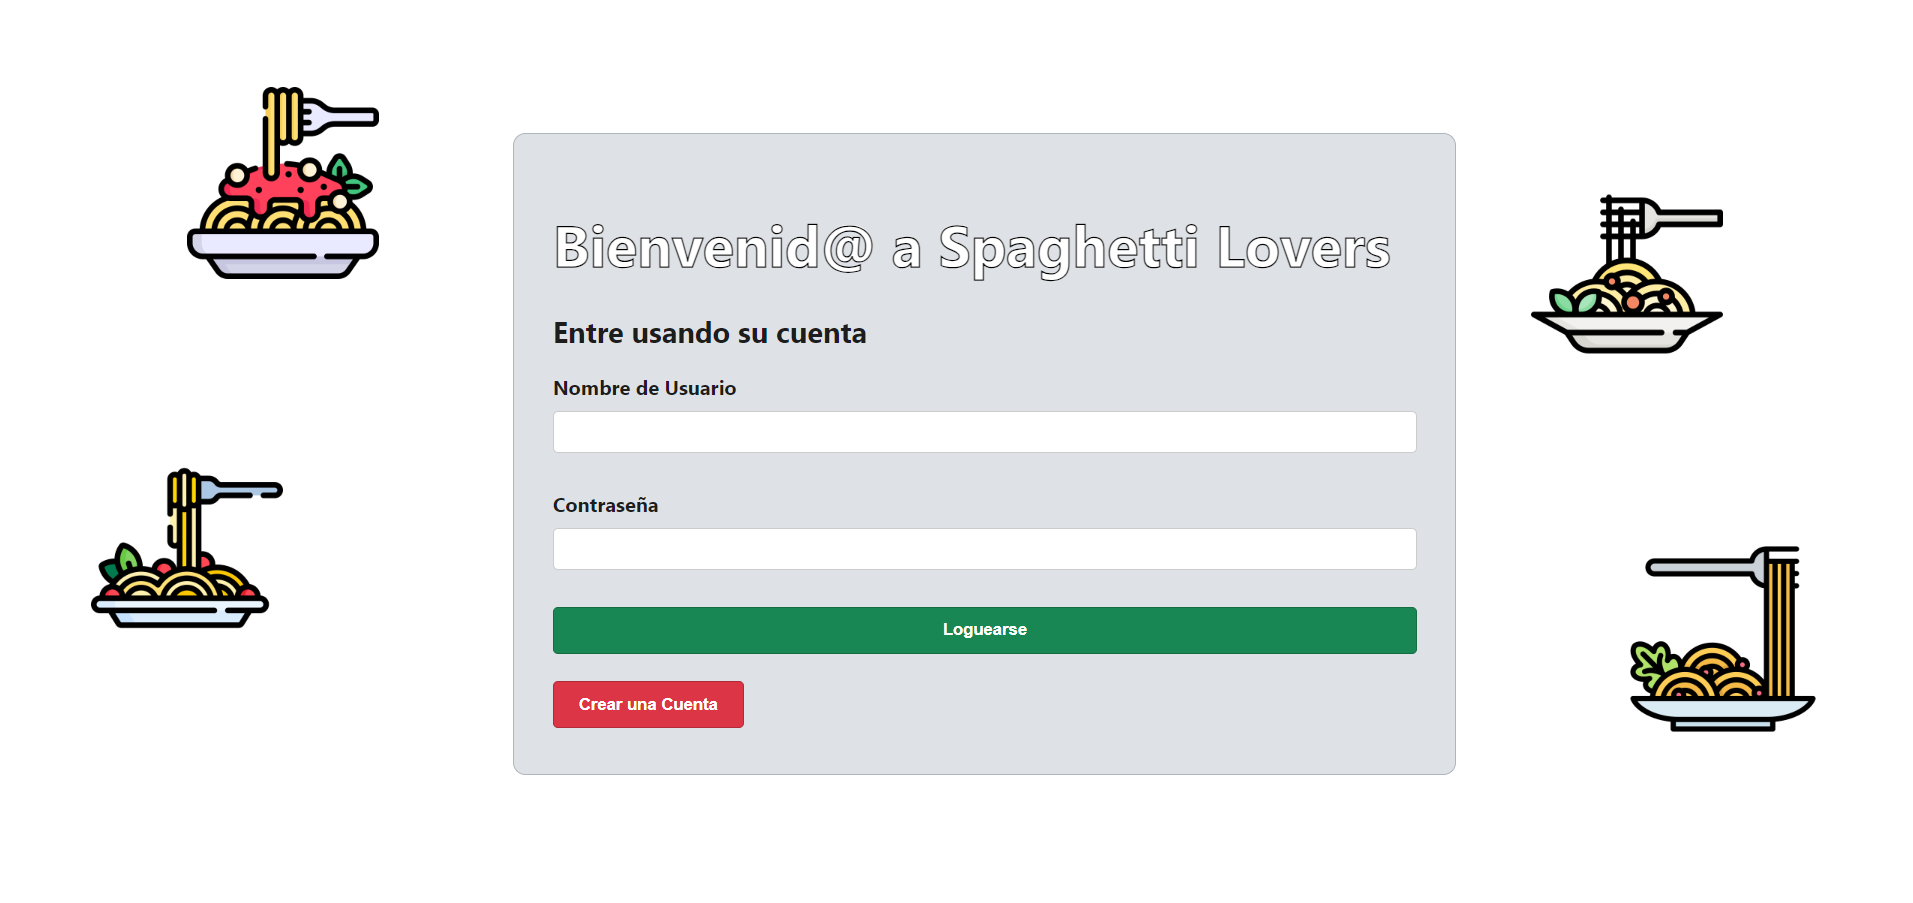 Bienvenid@ a Spaghetti Lovers
Entre usando su cuenta
Nombre de Usuario
Contraseña
Loguearse
Crear una Cuenta